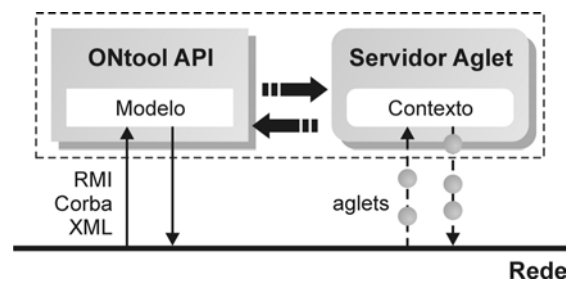 ONtool API
Servidor Aglet
Modelo
Contexto
RMI
Corba
XML
aglets
Rede